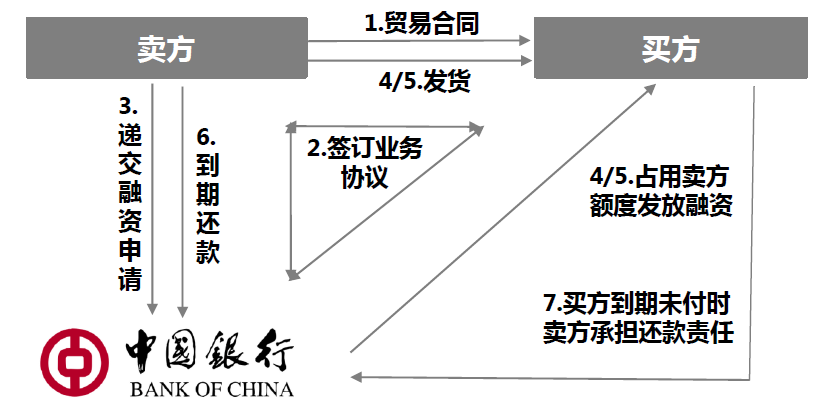 1.贸易合同
卖方
买方
4/5.发货
3.
递
交
融
资
申
请
6.
到
期
还
款
2.签订业务
协议
4/5.占用卖方
额度发放融资
7.买方到期未付时
卖方承担还款责任
中國銀行
BANK OF CHINA